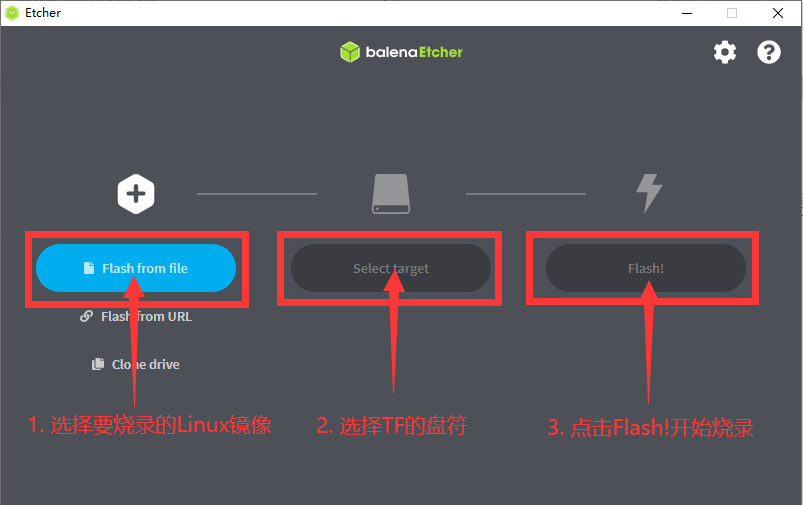 Etcher
balenaEtcher
Flash from file
Select target
Flash!
Flash from URL
Clone drive
1. 选择要烧录的Linux镜像
2. 选择TF的盘符
3. 点击Flash!开始烧录